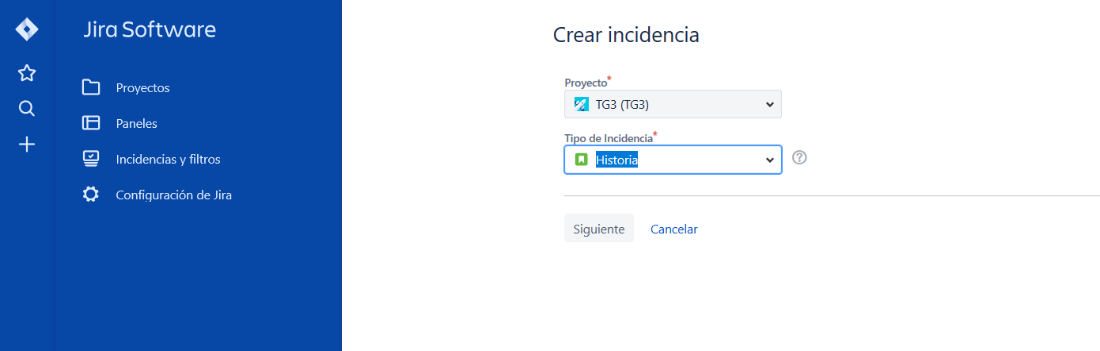 Jira Software
Proyectos
Paneles
Incidencias y filtros
Configuración de Jira
Crear incidencia
Proyecto*
TG3 (TG3)
Tipo de Incidencia*
Historia
Siguiente Cancelar